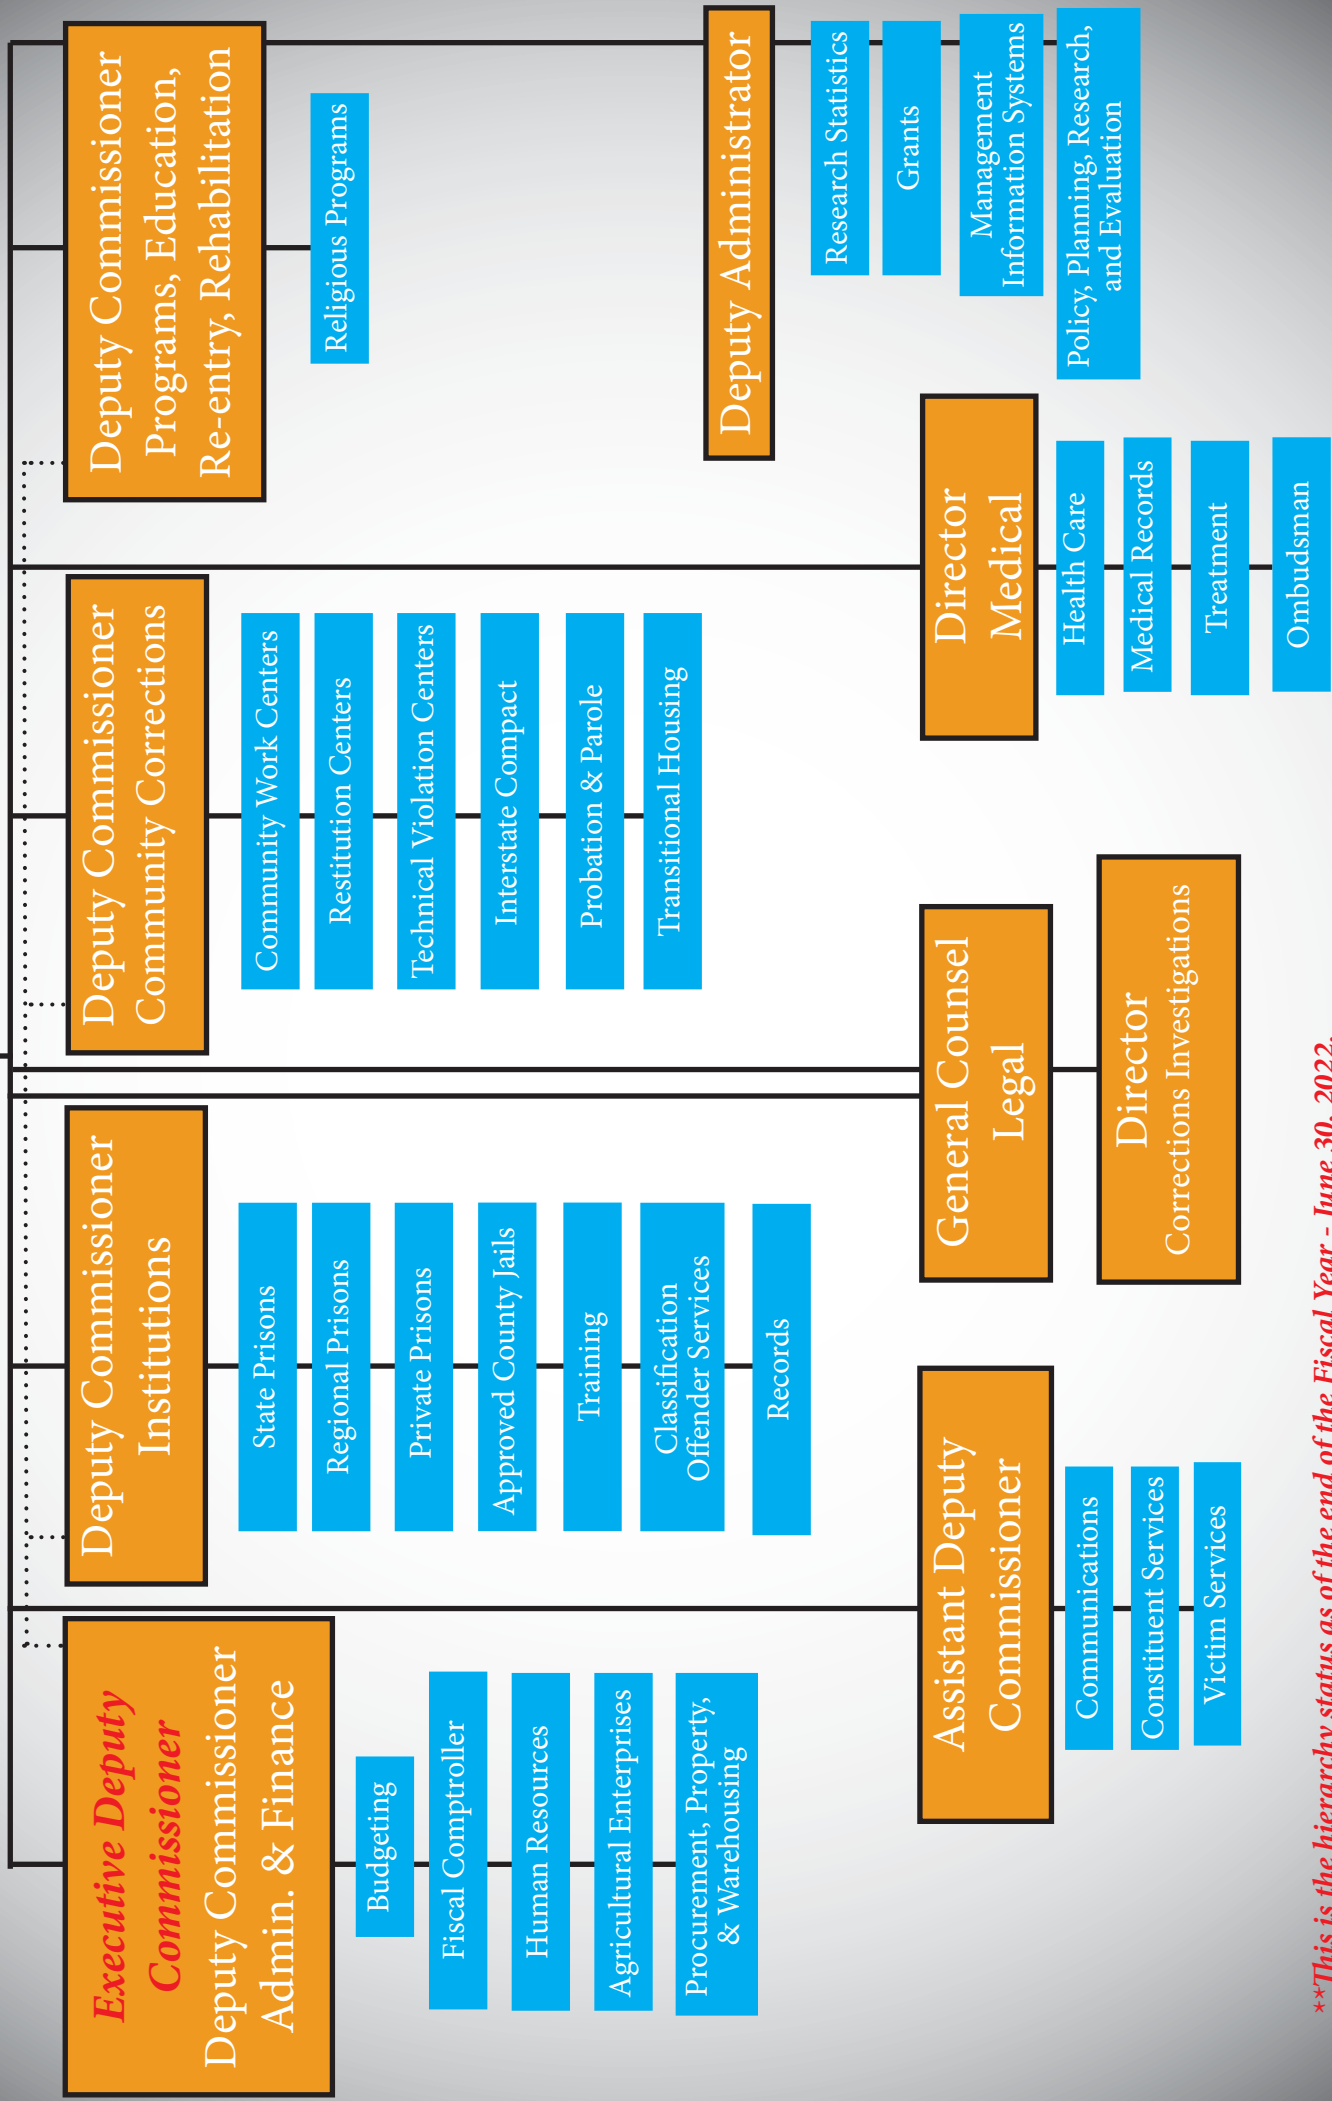 Executive Deputy
Commissioner
Deputy Commissioner
Admin. & Finance
Budgeting
Fiscal Comptroller
Human Resources
Agricultural Enterprises
Procurement, Property,
& Warehousing
Deputy Commissioner
Institutions
State Prisons
Regional Prisons
Private Prisons
Approved County Jails
Training
Classification
Offender Services
Records
Deputy Commissioner
Community Corrections
Community Work Centers
Restitution Centers
Technical Violation Centers
Interstate Compact
Probation & Parole
Transitional Housing
Deputy Commissioner
Programs, Education,
Re-entry, Rehabilitation
Religious Programs
Deputy Administrator
Research Statistics
Grants
Management
Information Systems
Policy, Planning, Research,
and Evaluation
Assistant Deputy
Commissioner
Communications
Constituent Services
Victim Services
General Counsel
Legal
Director
Corrections Investigations
Director
Medical
Health Care
Medical Records
Treatment
Ombudsman
**This is the hierarchy status as of the end of the Fiscal Year - June 30, 2022.